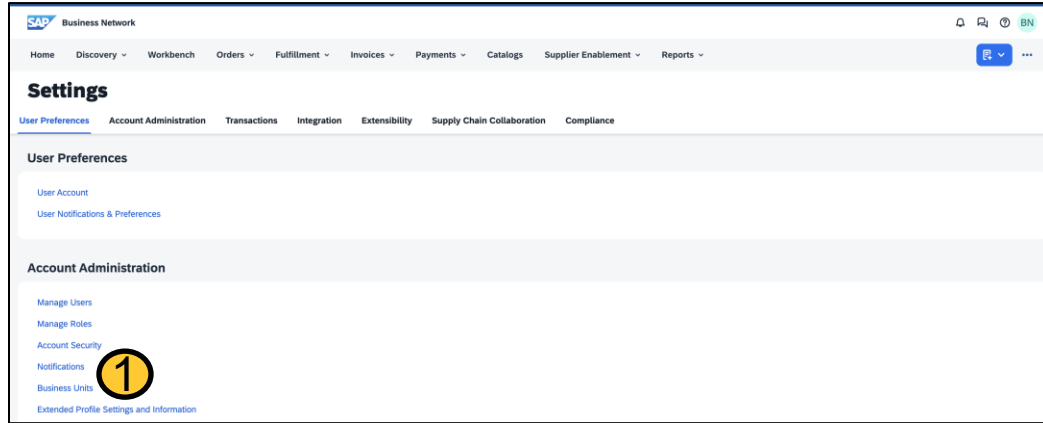 SAP Business Network BN
Home Discovery Workbench Orders Fulfillment Invoices Payments Catalogs Supplier Enablement Reports
Settings
User Preferences Account Administration Transactions Integration Extensibility Supply Chain Collaboration Compliance
User Preferences
User Account
User Notifications & Preferences
Account Administration
Manage Users
Manage Roles
Account Security
Notifications
1
Business Units
Extended Profile Settings and Information